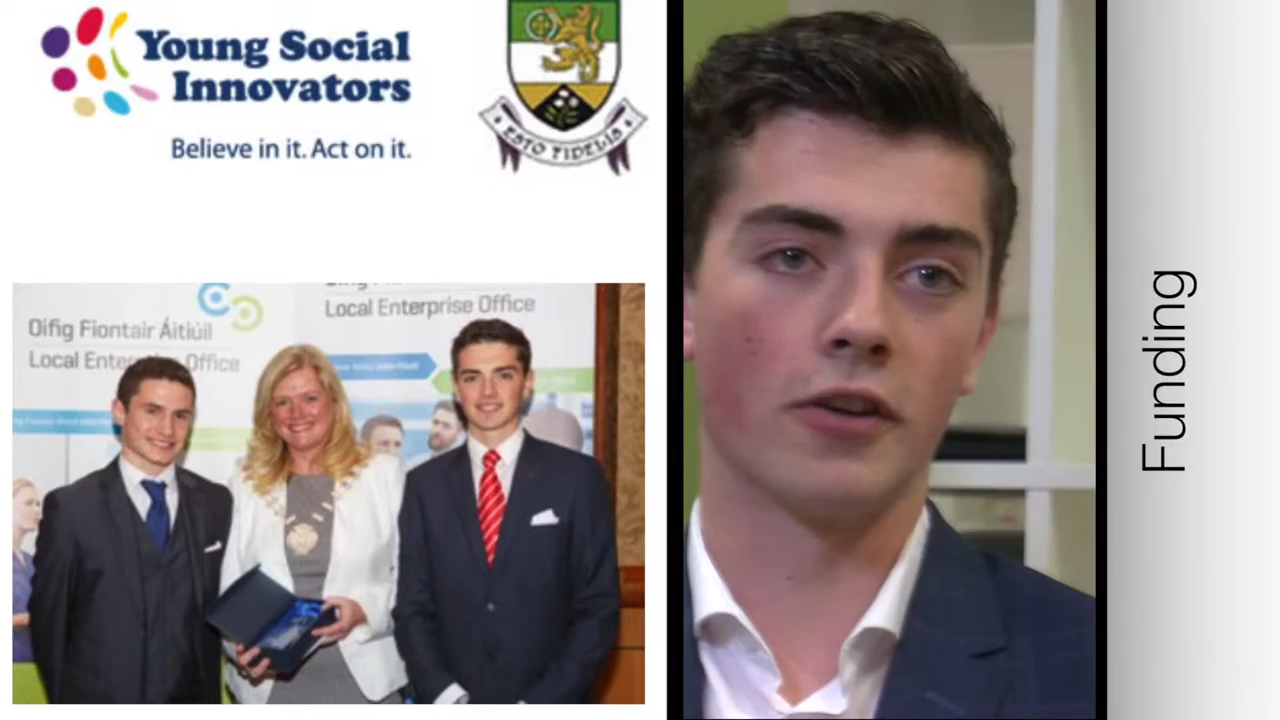 Young Social
Innovators
Believe in it. Act on it.
ESTO FIDELIS
Local Enterprise Office
Oifig Fiontair Áitiúil
Local Enterprise Office
Funding